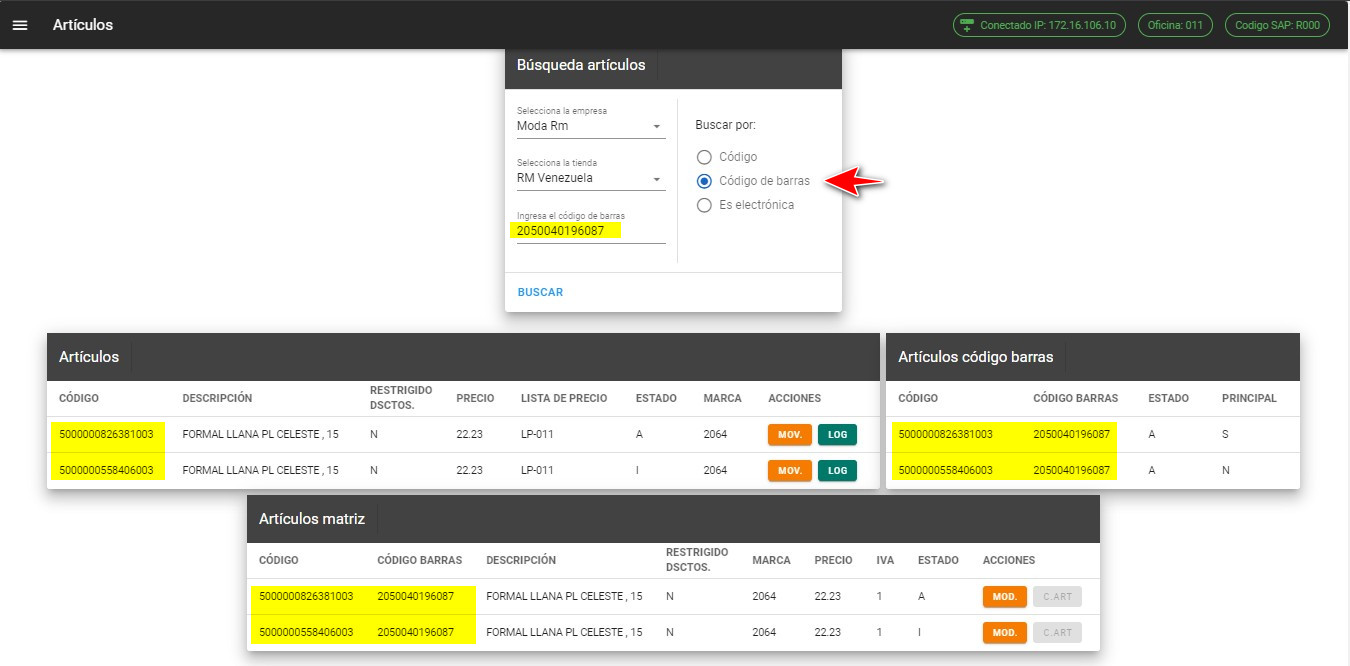 Artículos
Conectado IP: 172.16.106.10
Oficina: 011
Codigo SAP: R000
Búsqueda artículos
Selecciona la empresa
Moda Rm
Selecciona la tienda
RM Venezuela
Ingresa el código de barras
2050040196087
Buscar por:
Código
Código de barras
Es electrónica
BUSCAR
Artículos
CÓDIGO DESCRIPCIÓN RESTRIGIDO DSCTOS. PRECIO LISTA DE PRECIO ESTADO MARCA ACCIONES
5000000826381003 FORMAL LLANA PL CELESTE , 15 N 22.23 LP-011 A 2064 MOV. LOG
5000000558406003 FORMAL LLANA PL CELESTE , 15 N 22.23 LP-011 I 2064 MOV. LOG
Artículos código barras
CÓDIGO CÓDIGO BARRAS ESTADO PRINCIPAL
5000000826381003 2050040196087 A S
5000000558406003 2050040196087 A N
Artículos matriz
CÓDIGO CÓDIGO BARRAS DESCRIPCIÓN RESTRIGIDO DSCTOS. MARCA PRECIO IVA ESTADO ACCIONES
5000000826381003 2050040196087 FORMAL LLANA PL CELESTE , 15 N 2064 22.23 1 A MOD. C.ART
5000000558406003 2050040196087 FORMAL LLANA PL CELESTE , 15 N 2064 22.23 1 I MOD. C.ART